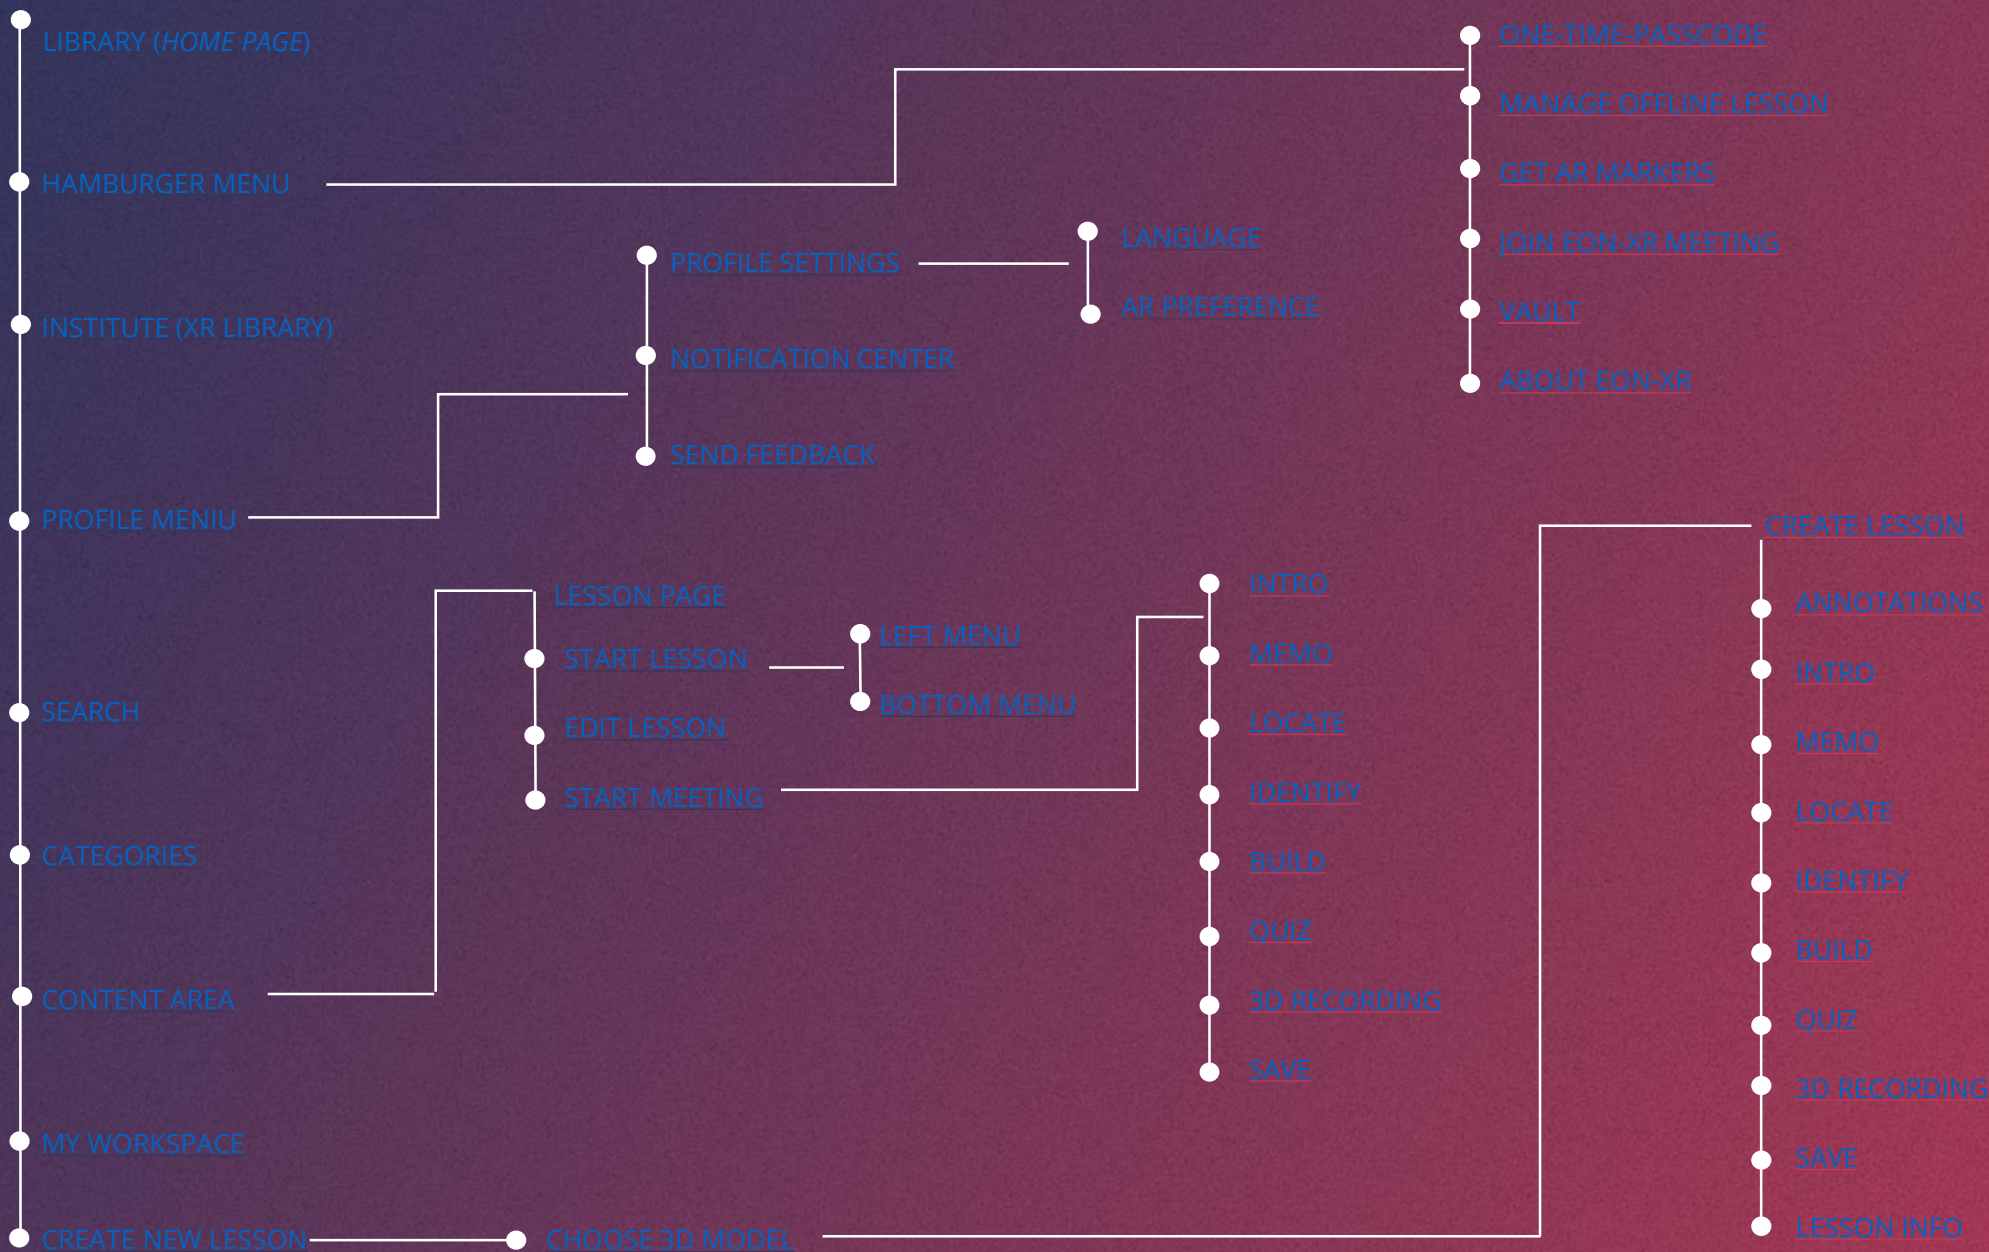 LIBRARY (HOME PAGE)
HAMBURGER MENU
INSTITUTE (XR LIBRARY)
PROFILE MENIU
SEARCH
CATEGORIES
CONTENT AREA
MY WORKSPACE
CREATE NEW LESSON
CHOOSE 3D MODEL
PROFILE SETTINGS
NOTIFICATION CENTER
SEND FEEDBACK
LANGUAGE
AR PREFERENCE
ONE-TIME-PASSCODE
MANAGE OFFLINE LESSON
GET AR MARKERS
JOIN EON-XR MEETING
VAULT
ABOUT EON-XR
LESSON PAGE
START LESSON
EDIT LESSON
START MEETING
LEFT MENU
BOTTOM MENU
INTRO
MEMO
LOCATE
IDENTIFY
BUILD
QUIZ
3D RECORDING
SAVE
CREATE LESSON
ANNOTATIONS
INTRO
MEMO
LOCATE
IDENTIFY
BUILD
QUIZ
3D RECORDING
SAVE
LESSON INFO